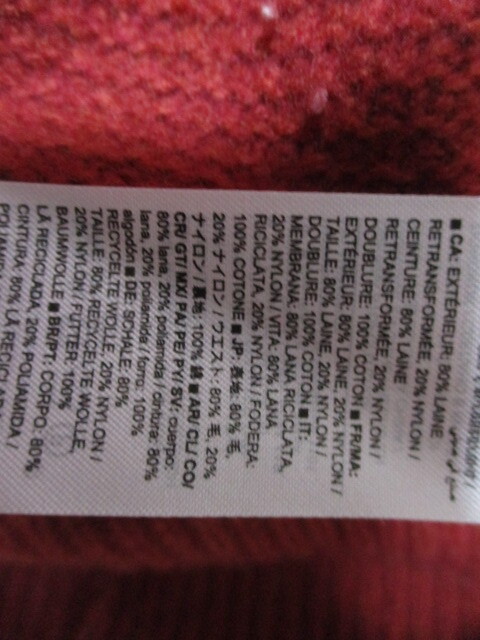 ■ CA: EXTÉRIEUR: 80% LAINE
RETRANSFORMÉE, 20% NYLON /
CEINTURE: 80% LAINE
RETRANSFORMÉE, 20% NYLON /
DOUBLURE: 100% COTON ■ FR/MA:
EXTÉRIEUR: 80% LAINE, 20% NYLON /
TAILLE: 80% LAINE, 20% NYLON /
DOUBLURE: 100% COTON ■ IT:
MEMBRANA: 80% LANA RICICLATA,
20% NYLON / VITA: 80% LANA
RICICLATA, 20% NYLON / FODERA:
100% COTONE ■ JP: 表地: 80% 毛,
20% ナイロン / ウエスト: 80% 毛, 20%
ナイロン / 裏地: 100% 綿 ■ AR/ CL/ CO/
CR/ GT/ MX/ PA/ PE/ PY/ SV: cuerpo:
80% lana, 20% poliamida / cintura: 80%
lana, 20% poliamida / forro: 100%
algodón ■ DE: SCHALE: 80%
RECYCELTE WOLLE, 20% NYLON /
TAILLE: 80% RECYCELTE WOLLE,
20% NYLON / FUTTER: 100%
BAUMWOLLE ■ BR/PT: CORPO: 80%
LÃ RECICLADA, 20% POLIAMIDA /
CINTURA: 80% LÃ RECICLADA,